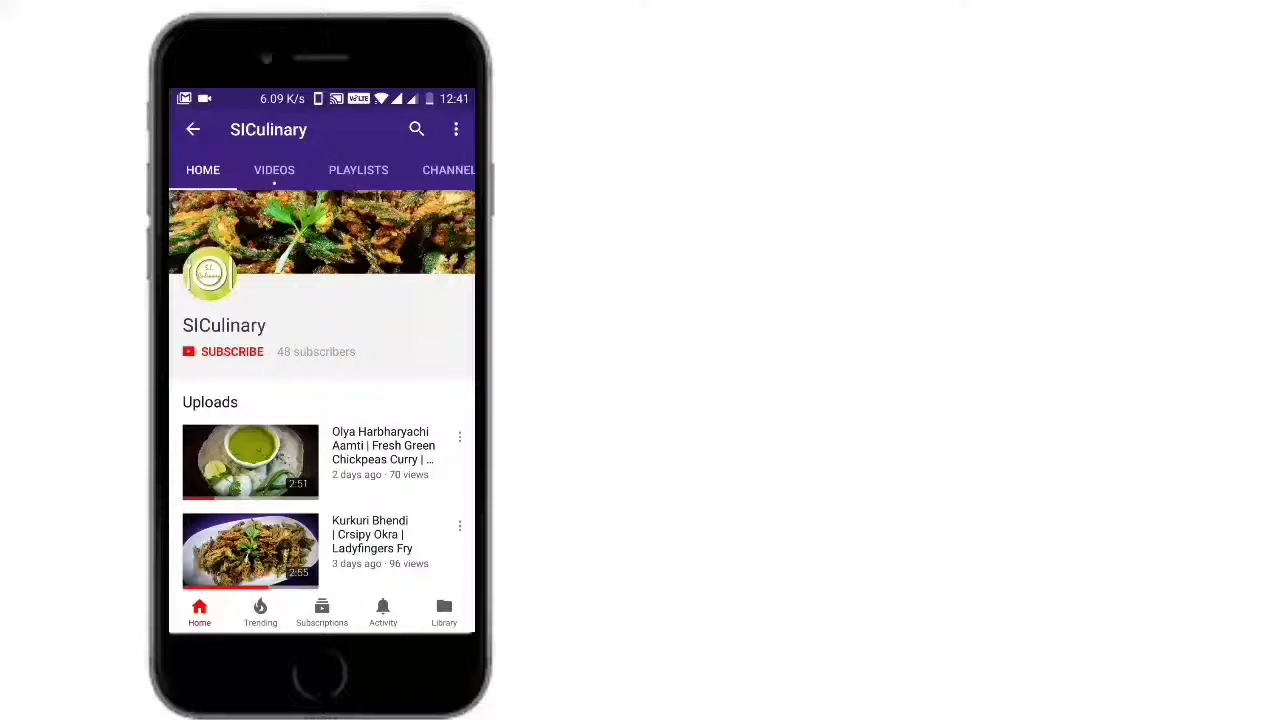 6.09 K/s VoLTE 12:41
SICulinary
HOME VIDEOS PLAYLISTS CHANNEL
S.I. Culinary
SICulinary
SUBSCRIBE 48 subscribers
Uploads
Olya Harbharyachi
Aamti | Fresh Green
Chickpeas Curry | ...
2 days ago · 70 views
2:51
Kurkuri Bhendi
| Crsipy Okra |
Ladyfingers Fry
3 days ago · 96 views
2:55
Home Trending Subscriptions Activity Library